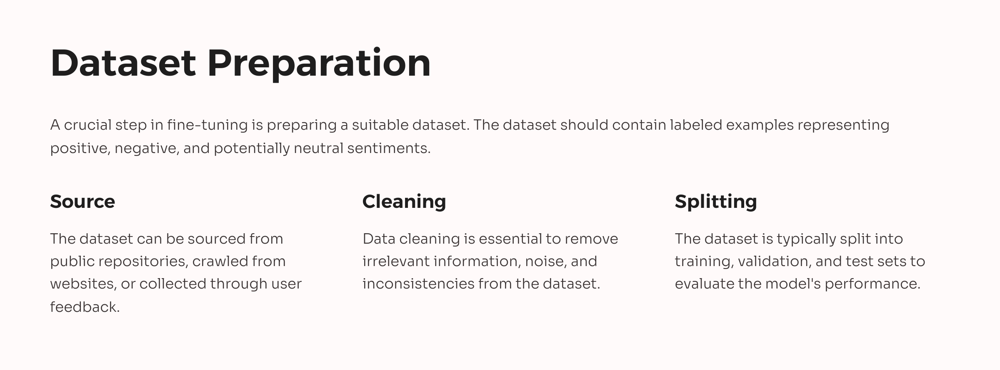 Dataset Preparation
A crucial step in fine-tuning is preparing a suitable dataset. The dataset should contain labeled examples representing
positive, negative, and potentially neutral sentiments.
Source
The dataset can be sourced from
public repositories, crawled from
websites, or collected through user
feedback.
Cleaning
Data cleaning is essential to remove
irrelevant information, noise, and
inconsistencies from the dataset.
Splitting
The dataset is typically split into
training, validation, and test sets to
evaluate the model's performance.